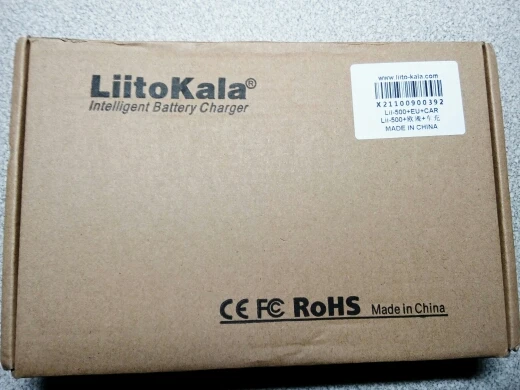 LiitoKala®
Intelligent Battery Charger
www.liito-kala.com
X21100900392
Lii-500+EU+CAR
Lii-500+欧规+车充
MADE IN CHINA
CE FC RoHS Made in China